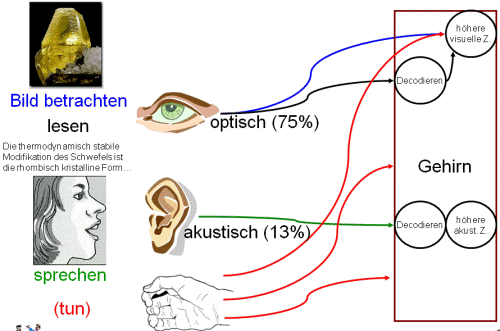 Bild betrachten
lesen
Die thermodynamisch stabile
Modifikation des Schwefels ist
die rhombisch kristalline Form...
sprechen
(tun)
optisch (75%)
akustisch (13%)
höhere
visuelle Z.
Decodieren
Gehirn
Decodieren
höhere
akust. Z.